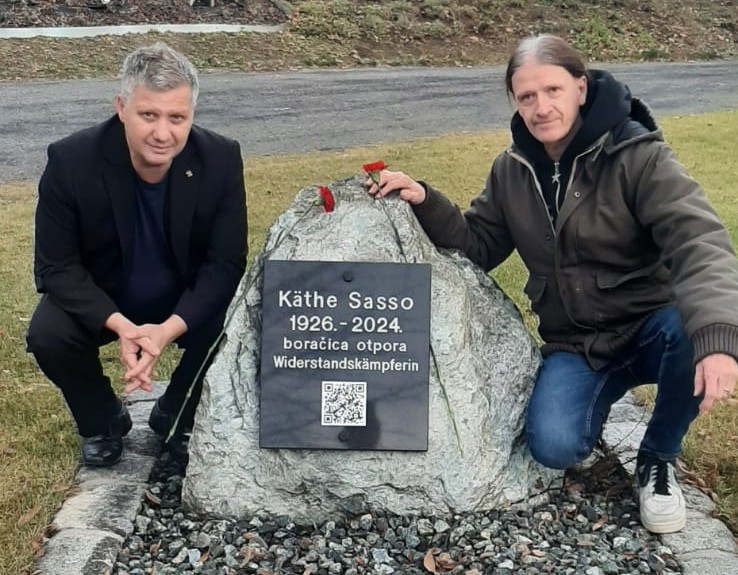 Käthe Sasso
1926.-2024.
boračica otpora
Widerstandskämpferin